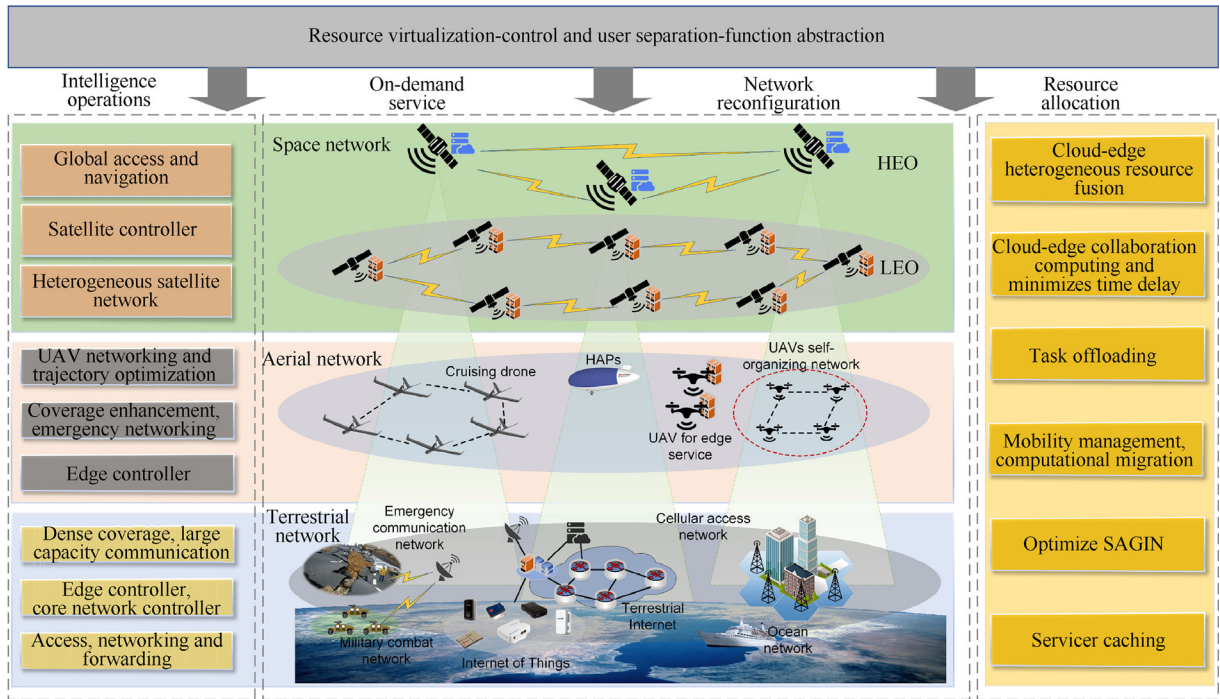 Resource virtualization-control and user separation-function abstraction
Intelligence
operations
On-demand
service
Network
reconfiguration
Resource
allocation
Global access and
navigation
Satellite controller
Heterogeneous satellite
network
UAV networking and
trajectory optimization
Coverage enhancement,
emergency networking
Edge controller
Dense coverage, large
capacity communication
Edge controller,
core network controller
Access, networking and
forwarding
Space network
HEO
LEO
Aerial network
Cruising drone
HAPs
UAV for edge
service
UAVs self-
organizing network
Terrestrial
network
Emergency
communication
network
Cellular access
network
Military combat
network
Internet of Things
Terrestrial
Internet
Ocean
network
Cloud-edge
heterogeneous resource
fusion
Cloud-edge collaboration
computing and
minimizes time delay
Task offloading
Mobility management,
computational migration
Optimize SAGIN
Servicer caching